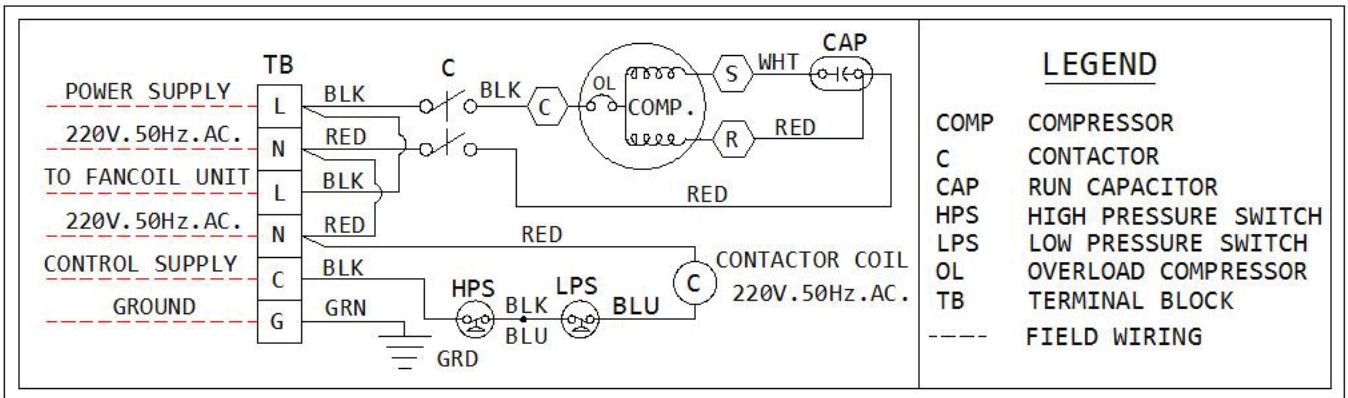 TB
C
CAP
POWER SUPPLY
L
BLK
BLK
C
OL
COMP.
S
WHT
220V.50Hz.AC.
N
RED
R
RED
TO FANCOIL UNIT
L
BLK
RED
220V.50Hz.AC.
N
RED
RED
CONTROL SUPPLY
C
BLK
HPS
BLK
BLU
LPS
BLU
C
CONTACTOR COIL
220V.50Hz.AC.
GROUND
G
GRN
GRD
LEGEND
COMP COMPRESSOR
C CONTACTOR
CAP RUN CAPACITOR
HPS HIGH PRESSURE SWITCH
LPS LOW PRESSURE SWITCH
OL OVERLOAD COMPRESSOR
TB TERMINAL BLOCK
---- FIELD WIRING